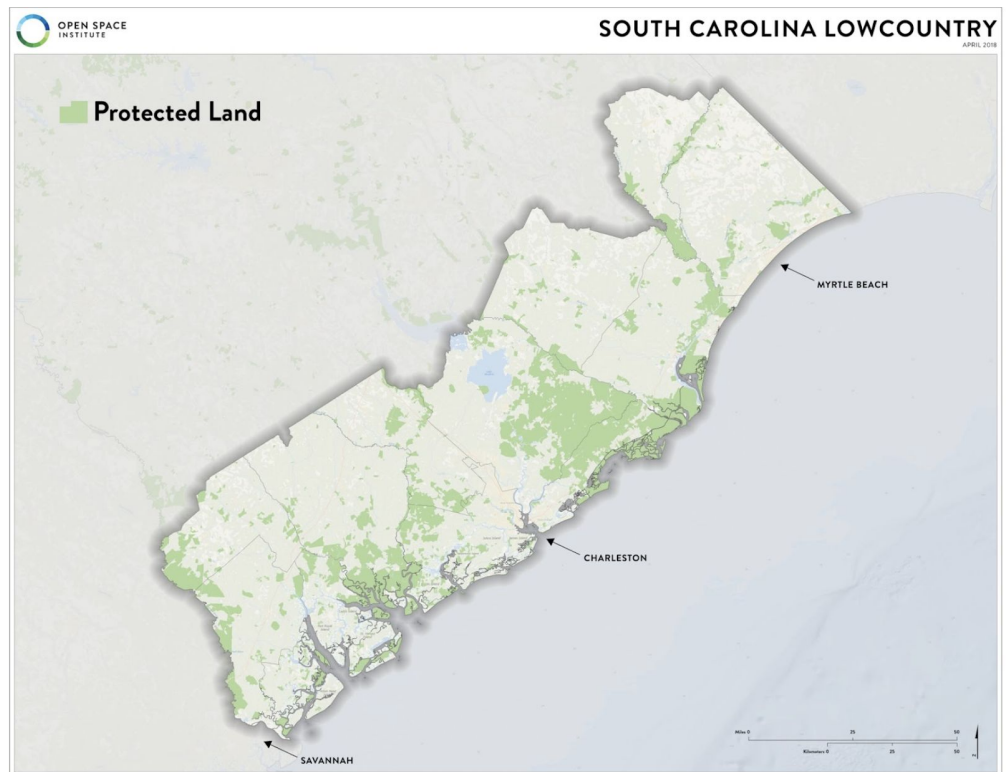 OPEN SPACE
INSTITUTE
SOUTH CAROLINA LOWCOUNTRY
APRIL 2018
Protected Land
MYRTLE BEACH
CHARLESTON
SAVANNAH
Miles 0 25 50
Kilometers 0 25 50